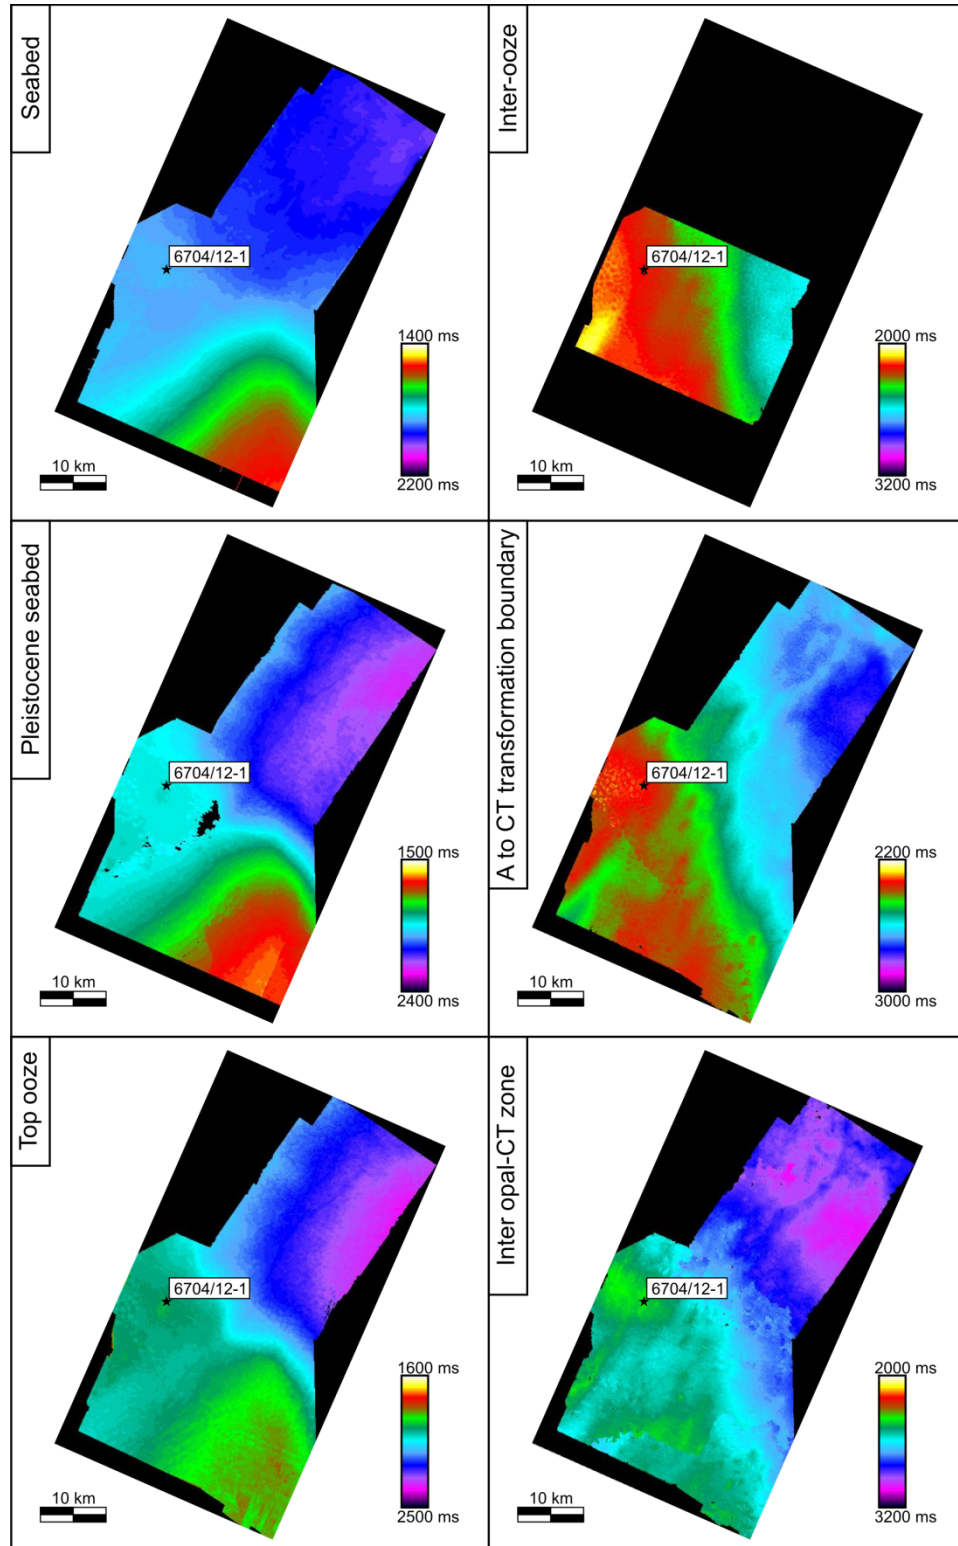 Seabed
6704/12-1
1400 ms
2200 ms
10 km
Inter-ooze
6704/12-1
2000 ms
3200 ms
10 km
Pleistocene seabed
6704/12-1
1500 ms
2400 ms
10 km
A to CT transformation boundary
6704/12-1
2200 ms
3000 ms
10 km
Top ooze
6704/12-1
1600 ms
2500 ms
10 km
Inter opal-CT zone
6704/12-1
2000 ms
3200 ms
10 km